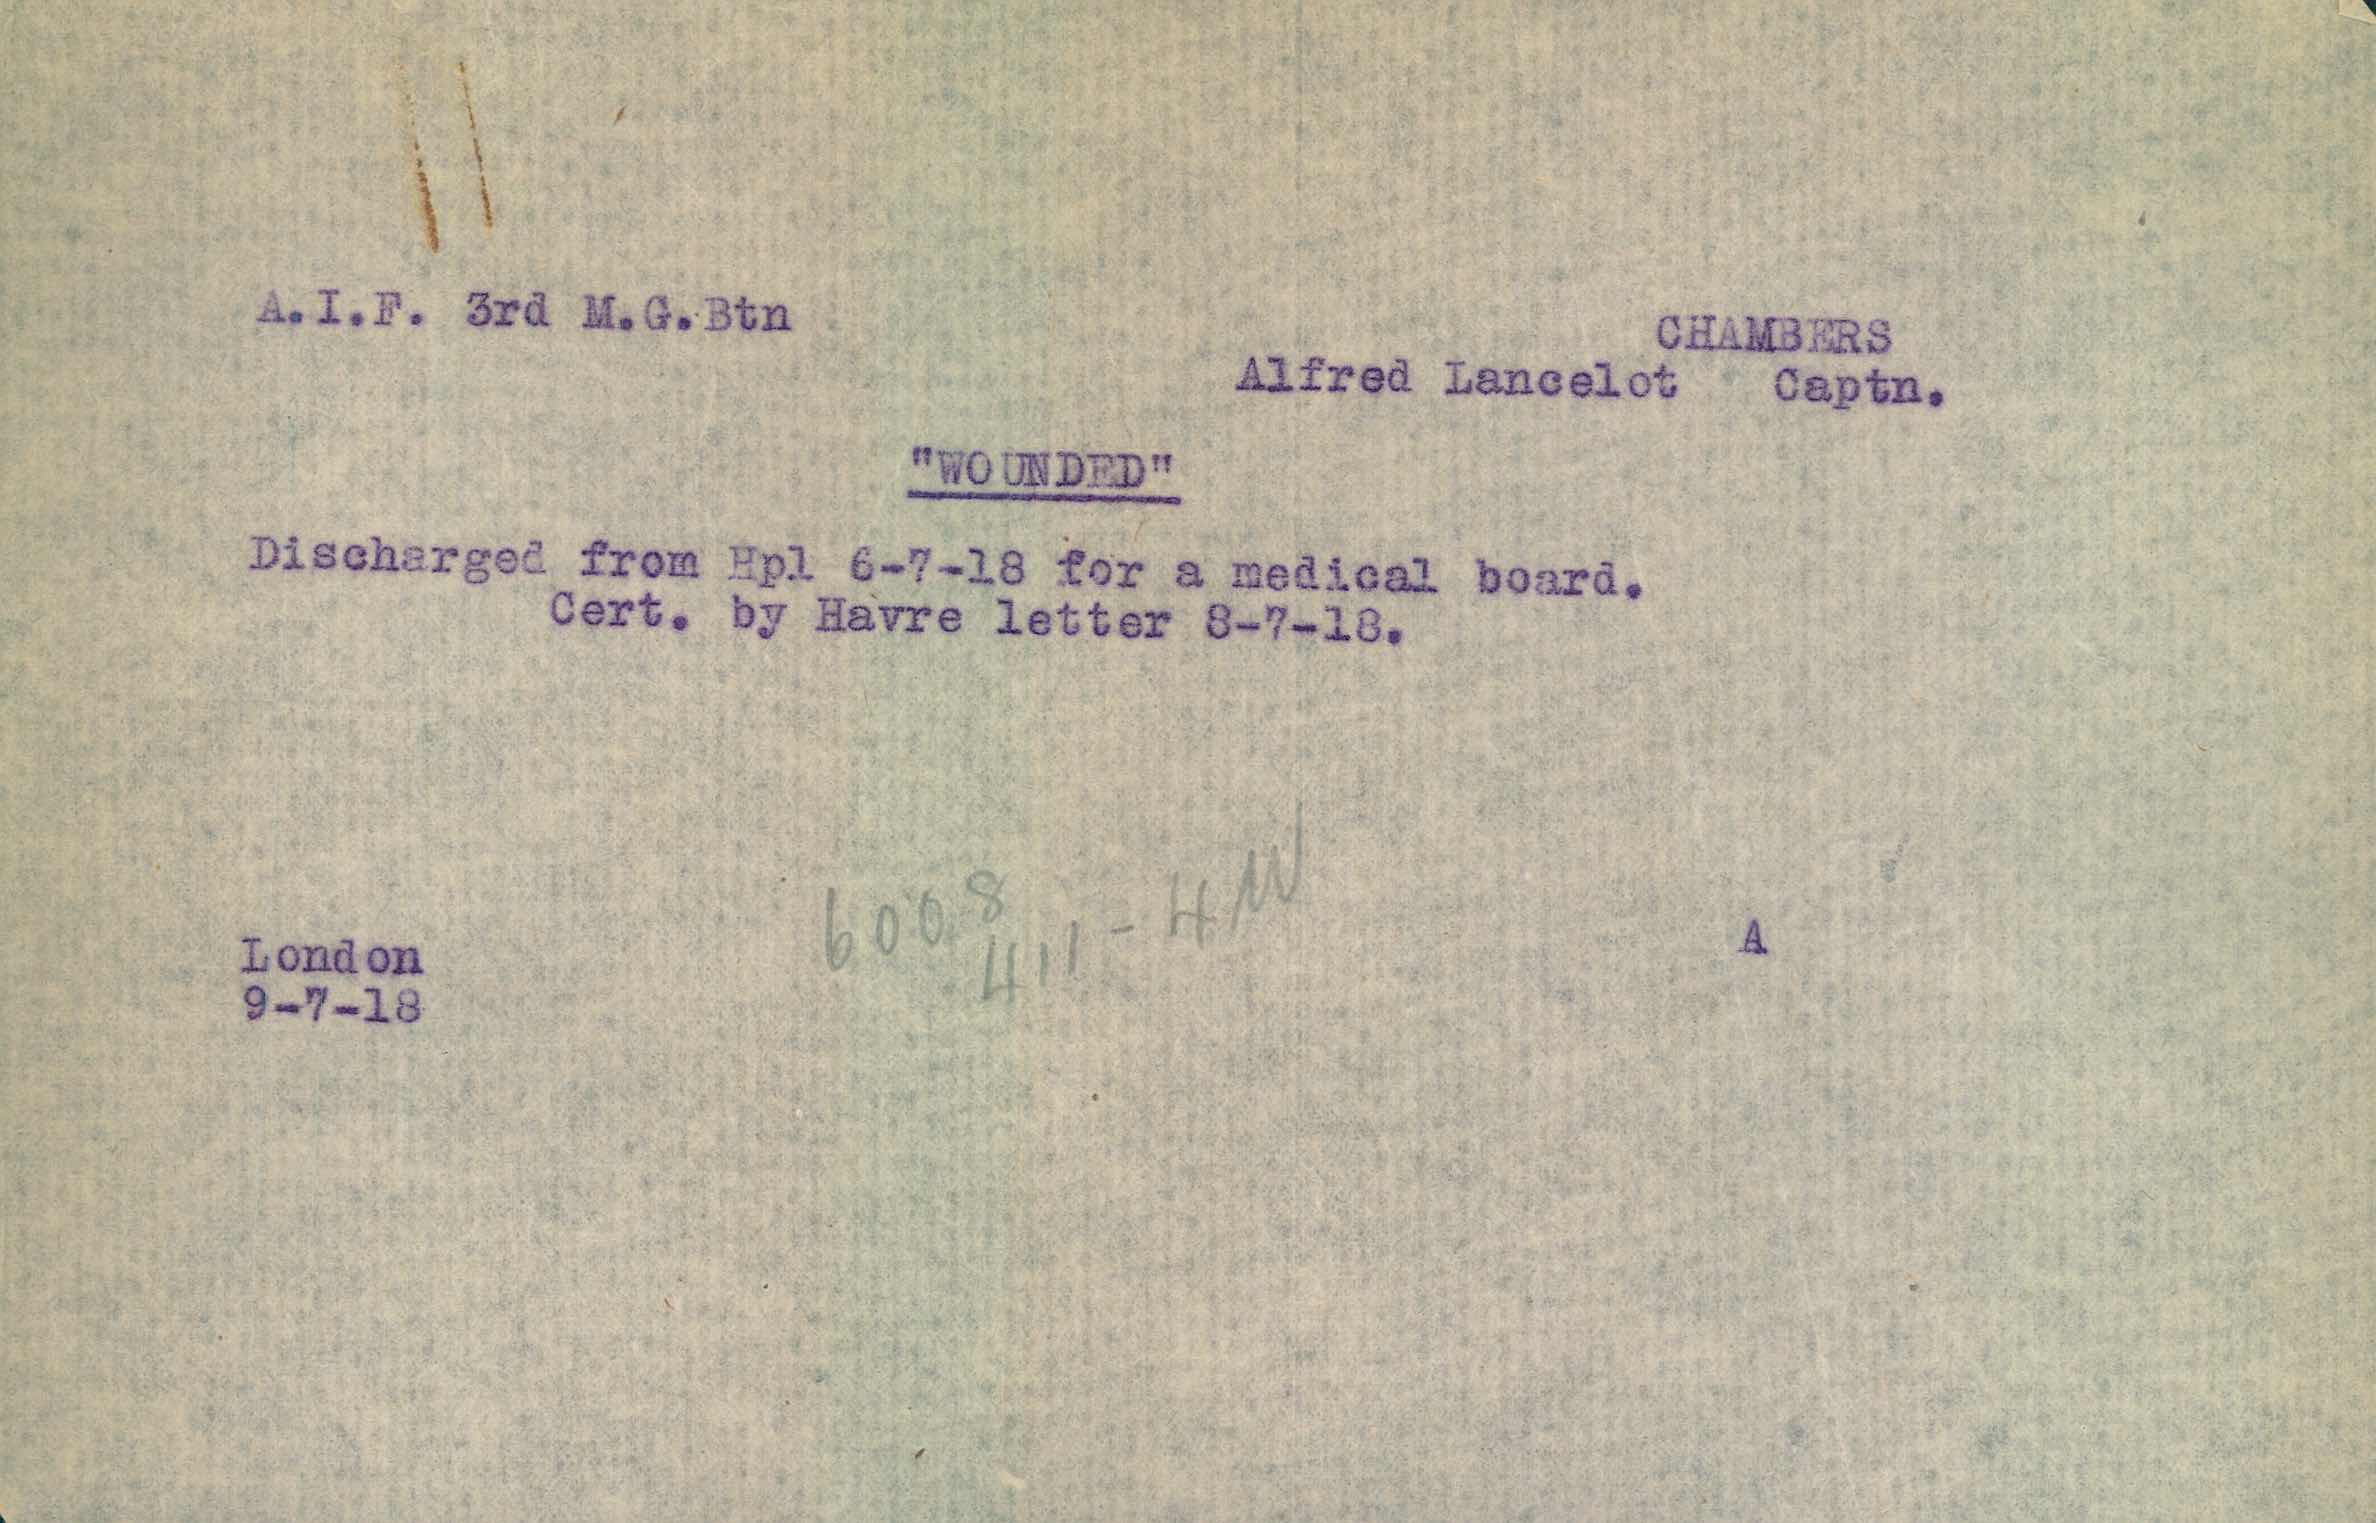 A.I.F. 3rd M.G.Btn
CHAMBERS
Alfred Lancelot Captn.
"WOUNDED"
Discharged from Hpl 6-7-18 for a medical board.
Cert. by Havre letter 8-7-18.
6008
411-4W
A
London
9-7-18